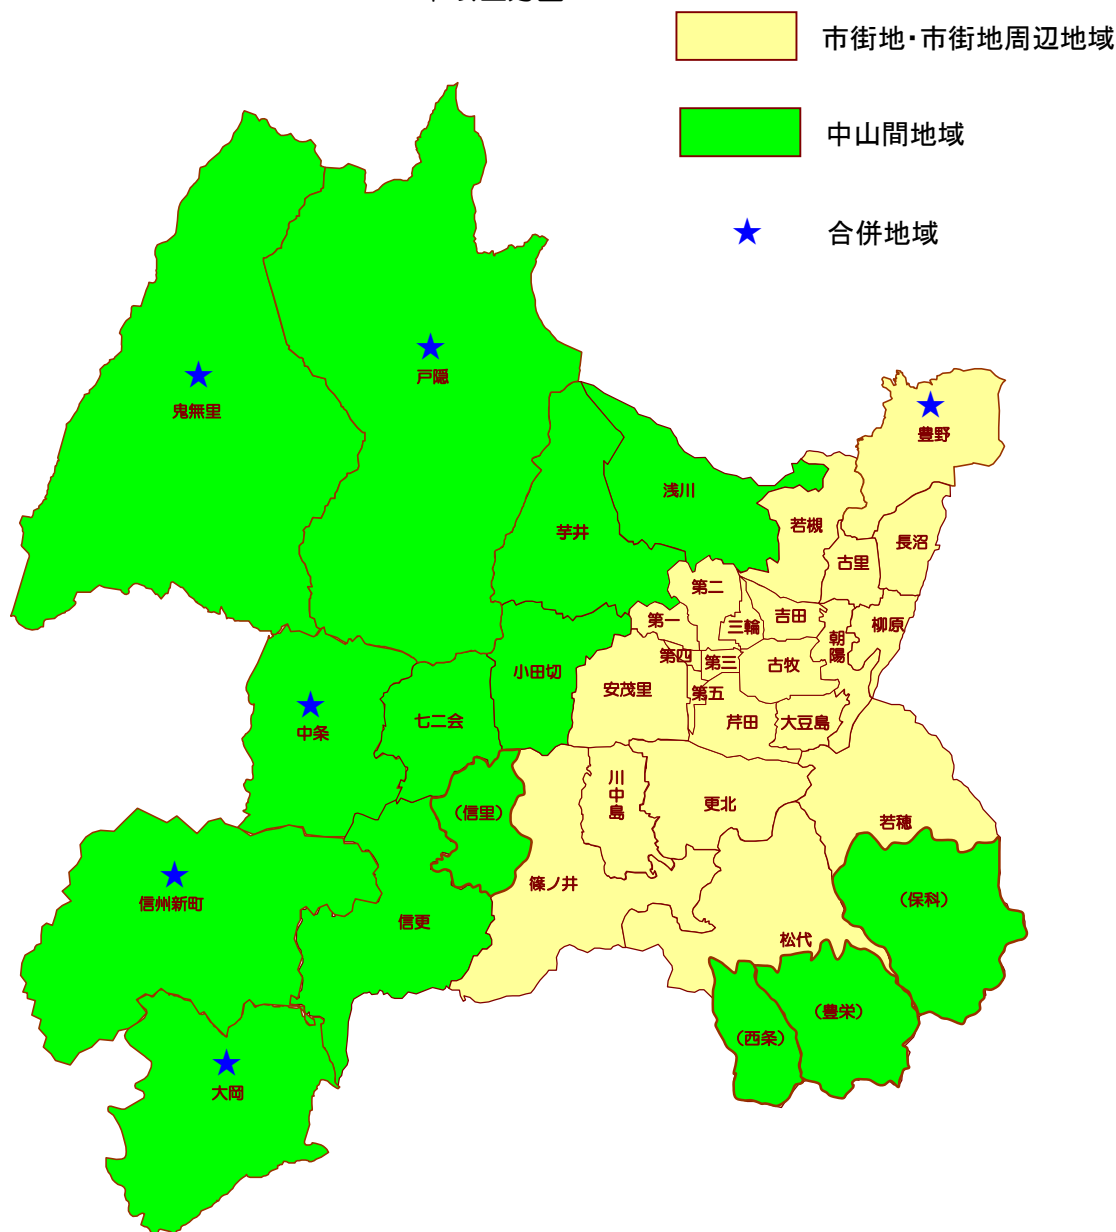 市街地・市街地周辺地域
中山間地域
合併地域
戸隠
鬼無里
豊野
浅川
若槻
芋井
長沼
古里
第二
吉田
第一
三輪
柳原
朝陽
第四
第三
古牧
小田切
安茂里
第五
七二会
芹田
大豆島
中条
川中島
更北
(信里)
若穂
篠ノ井
信州新町
(保科)
信更
松代
(豊栄)
(西条)
大岡